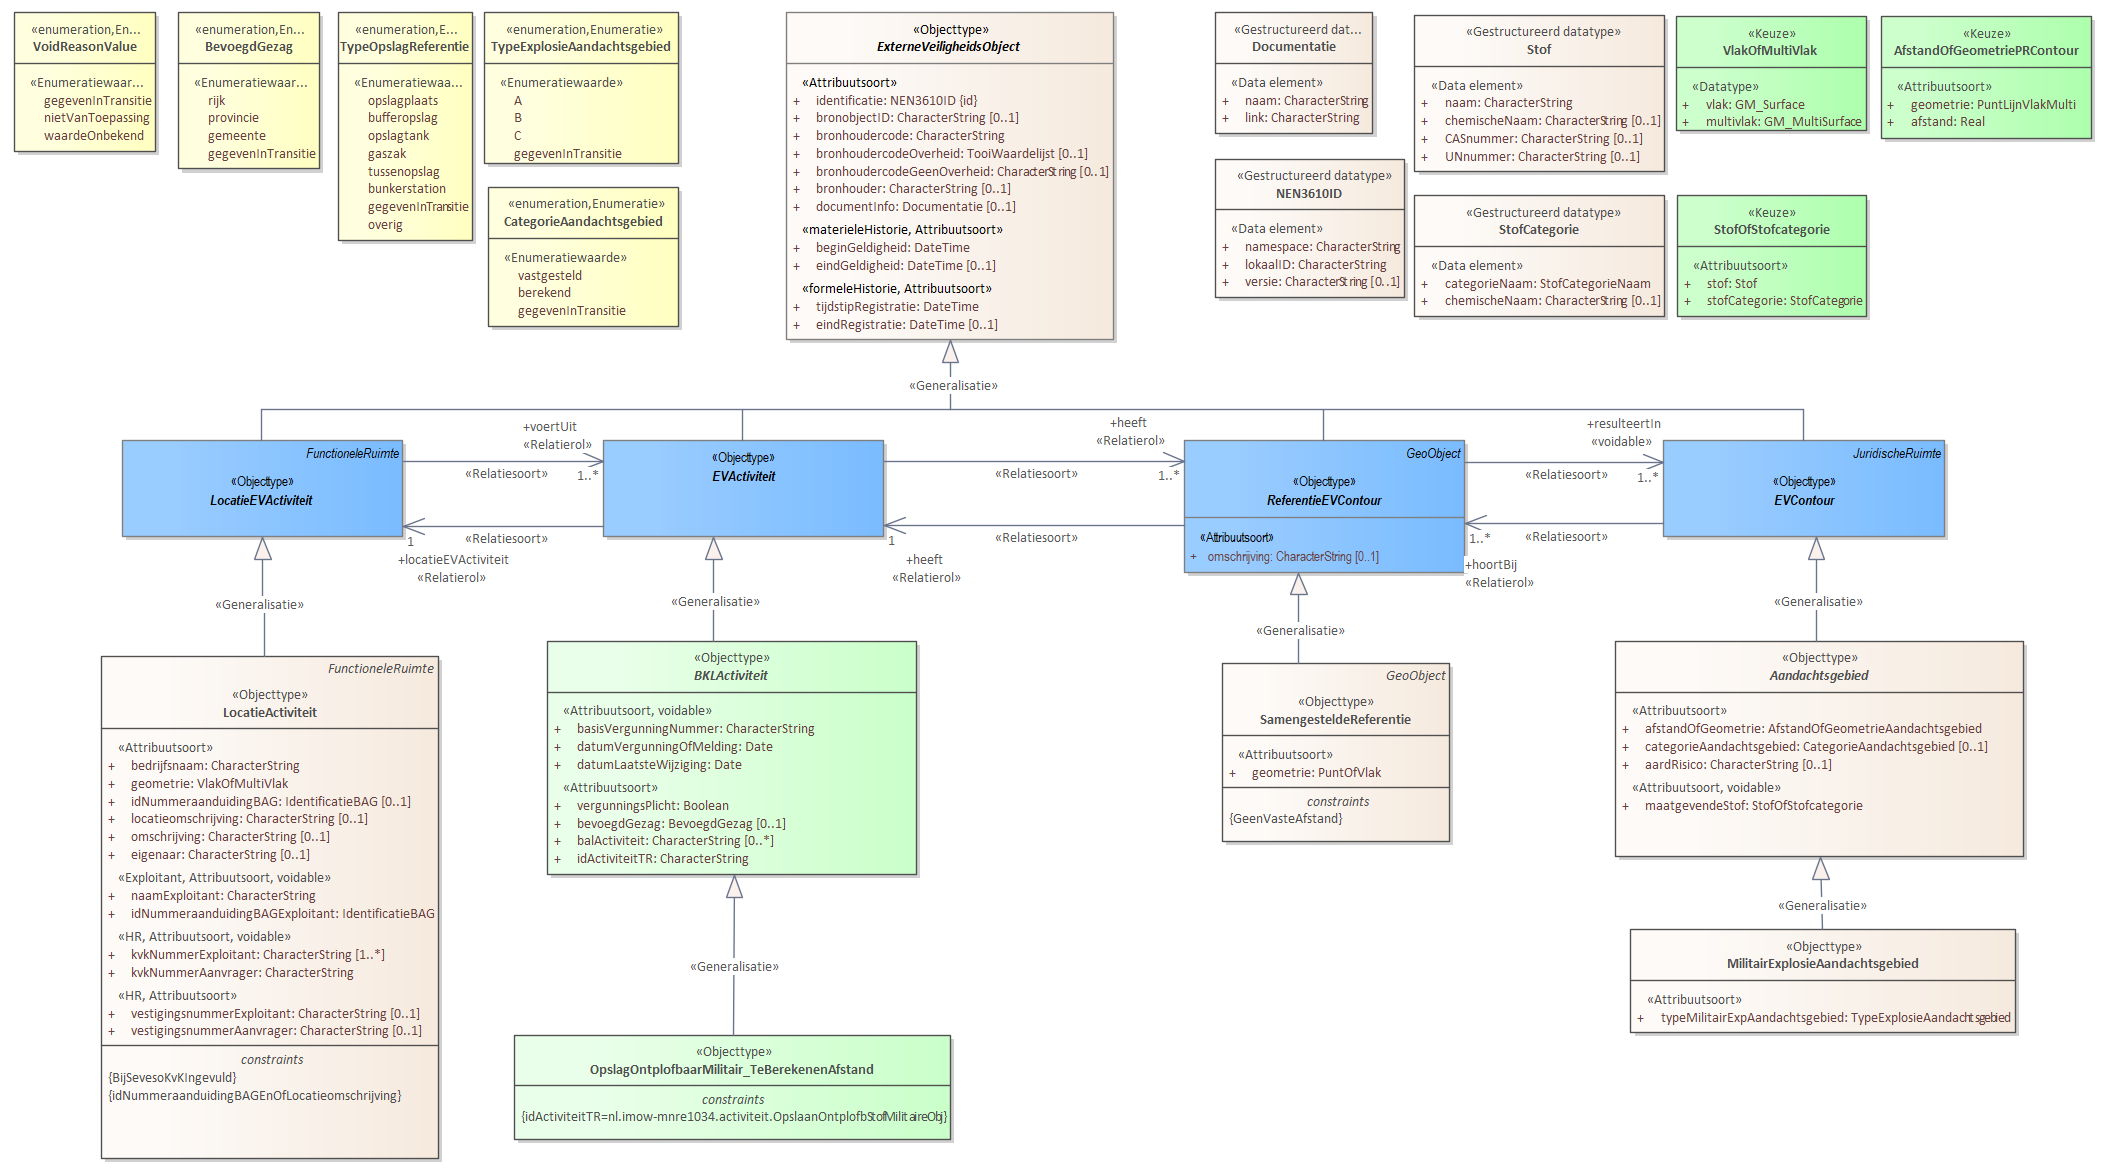 «enumeration,En...
VoidReasonValue
«Enumeratiewaar...
gegevenInTransitie
nietVanToepassing
waardeOnbekend
«enumeration,En...
BevoegdGezag
«Enumeratiewaar...
rijk
provincie
gemeente
gegevenInTransitie
«enumeration,E...
TypeOpslagReferentie
«Enumeratiewaa...
opslagplaats
bufferopslag
opslagtank
gaszak
tussenopslag
bunkerstation
gegevenInTransitie
overig
«enumeration,Enumeratie»
TypeExplosieAandachtsgebied
«Enumeratiewaarde»
A
B
C
gegevenInTransitie
«enumeration,Enumeratie»
CategorieAandachtsgebied
«Enumeratiewaarde»
vastgesteld
berekend
gegevenInTransitie
«Objecttype»
ExterneVeiligheidsObject
«Attribuutsoort»
+ identificatie: NEN3610ID {id}
+ bronobjectID: CharacterString [0..1]
+ bronhoudercode: CharacterString
+ bronhoudercodeOverheid: TooiWaardelijst [0..1]
+ bronhoudercodeGeenOverheid: CharacterString [0..1]
+ bronhouder: CharacterString [0..1]
+ documentInfo: Documentatie [0..1]
«materieleHistorie, Attribuutsoort»
+ beginGeldigheid: DateTime
+ eindGeldigheid: DateTime [0..1]
«formeleHistorie, Attribuutsoort»
+ tijdstipRegistratie: DateTime
+ eindRegistratie: DateTime [0..1]
«Gestructureerd dat...
Documentatie
«Data element»
+ naam: CharacterString
+ link: CharacterString
«Gestructureerd datatype»
NEN3610ID
«Data element»
+ namespace: CharacterString
+ lokaalID: CharacterString
+ versie: CharacterString [0..1]
«Gestructureerd datatype»
Stof
«Data element»
+ naam: CharacterString
+ chemischeNaam: CharacterString [0..1]
+ CASnummer: CharacterString [0..1]
+ UNnummer: CharacterString [0..1]
«Gestructureerd datatype»
StofCategorie
«Data element»
+ categorieNaam: StofCategorieNaam
+ chemischeNaam: CharacterString [0..1]
«Keuze»
VlakOfMultiVlak
«Datatype»
+ vlak: GM_Surface
+ multivlak: GM_MultiSurface
«Keuze»
StofOfStofcategorie
«Attribuutsoort»
+ stof: Stof
+ stofCategorie: StofCategorie
«Keuze»
AfstandOfGeometriePRContour
«Attribuutsoort»
+ geometrie: PuntLijnVlakMulti
+ afstand: Real
«Generalisatie»
FunctioneleRuimte
«Objecttype»
LocatieEVActiviteit
+voertUit
«Relatierol»
«Relatiesoort»
1..*
«Relatiesoort»
1
+locatieEVActiviteit
«Relatierol»
«Objecttype»
EVActiviteit
+heeft
«Relatierol»
«Relatiesoort»
1..*
«Relatiesoort»
1
+heeft
«Relatierol»
GeoObject
«Objecttype»
ReferentieEVContour
«Attribuutsoort»
+ omschrijving: CharacterString [0..1]
+resulteertIn
«voidable»
«Relatiesoort»
1..*
«Relatiesoort»
1..*
+hoortBij
«Relatierol»
JuridischeRuimte
«Objecttype»
EVContour
«Generalisatie»
«Generalisatie»
«Generalisatie»
«Generalisatie»
FunctioneleRuimte
«Objecttype»
LocatieActiviteit
«Attribuutsoort»
+ bedrijfsnaam: CharacterString
+ geometrie: VlakOfMultiVlak
+ idNummeraanduidingBAG: IdentificatieBAG [0..1]
+ locatieomschrijving: CharacterString [0..1]
+ omschrijving: CharacterString [0..1]
+ eigenaar: CharacterString [0..1]
«Exploitant, Attribuutsoort, voidable»
+ naamExploitant: CharacterString
+ idNummeraanduidingBAGExploitant: IdentificatieBAG
«HR, Attribuutsoort, voidable»
+ kvkNummerExploitant: CharacterString [1..*]
+ kvkNummerAanvrager: CharacterString
«HR, Attribuutsoort»
+ vestigingsnummerExploitant: CharacterString [0..1]
+ vestigingsnummerAanvrager: CharacterString [0..1]
constraints
{BijSevesoKvKIngevuld}
{idNummeraanduidingBAGEnOfLocatieomschrijving}
«Objecttype»
BKLActiviteit
«Attribuutsoort, voidable»
+ basisVergunningNummer: CharacterString
+ datumVergunningOfMelding: Date
+ datumLaatsteWijziging: Date
«Attribuutsoort»
+ vergunningsPlicht: Boolean
+ bevoegdGezag: BevoegdGezag [0..1]
+ balActiviteit: CharacterString [0..*]
+ idActiviteitTR: CharacterString
«Generalisatie»
«Objecttype»
OpslagOntplofbaarMilitair_TeBerekenenAfstand
constraints
{idActiviteitTR=nl.imow-mnre1034.activiteit.OpslaanOntplofbStofMilitaireObj}
GeoObject
«Objecttype»
SamengesteldeReferentie
«Attribuutsoort»
+ geometrie: PuntOfVlak
constraints
{GeenVasteAfstand}
«Objecttype»
Aandachtsgebied
«Attribuutsoort»
+ afstandOfGeometrie: AfstandOfGeometrieAandachtsgebied
+ categorieAandachtsgebied: CategorieAandachtsgebied [0..1]
+ aardRisico: CharacterString [0..1]
«Attribuutsoort, voidable»
+ maatgevendeStof: StofOfStofcategorie
«Generalisatie»
«Objecttype»
MilitairExplosieAandachtsgebied
«Attribuutsoort»
+ typeMilitairExpAandachtsgebied: TypeExplosieAandachtsgebied